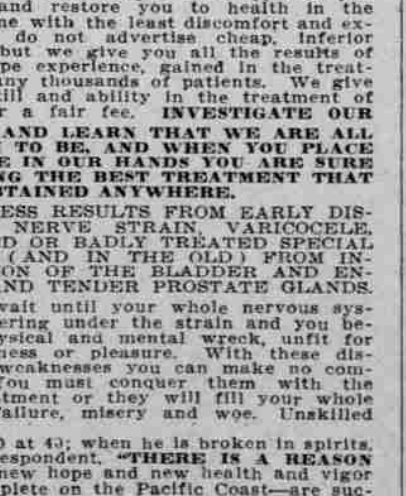 and restore you to health in the
ne with the least discomfort and ex-
do not advertise cheap, inferior
but we give you all the results of
pe experience, gained in the treat-
any thousands of patients. We give
kill and ability in the treatment of
r a fair fee. INVESTIGATE OUR
AND LEARN THAT WE ARE ALL
TO BE, AND WHEN YOU PLACE
E IN OUR HANDS YOU ARE SURE
NG THE BEST TREATMENT THAT
STAINED ANYWHERE.
ESS RESULTS FROM EARLY DIS-
NERVE STRAIN, VARICOCELE,
D OR BADLY TREATED SPECIAL
(AND IN THE OLD) FROM IN-
ON OF THE BLADDER AND EN-
AND TENDER PROSTATE GLANDS.
wait until your whole nervous sys-
ering under the strain and you be-
ysical and mental wreck, unfit for
ness or pleasure. With these dis-
weaknesses you can make no com-
You must conquer them with the
tment or they will fill your whole
failure, misery and woe. Unskilled
at 40; when he is broken in spirits,
espondent. "THERE IS A REASON
new hope and new health and vigor
plete on the Pacific Coast—are suc-